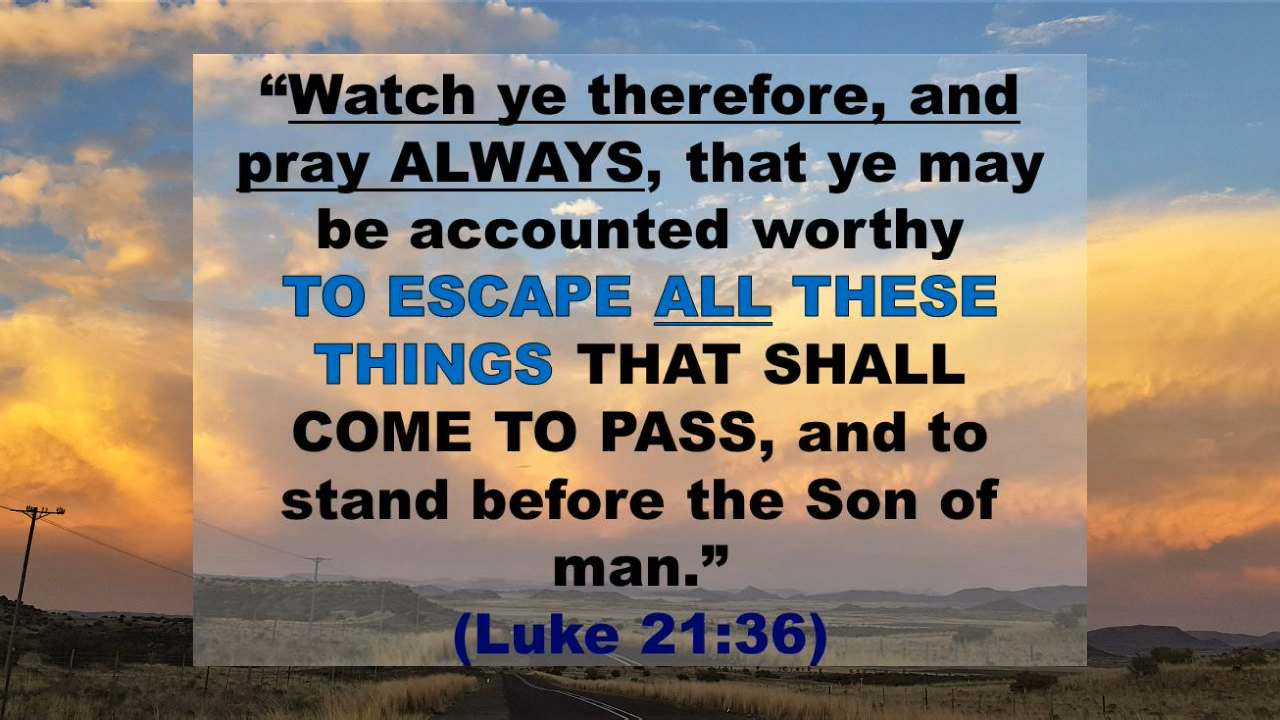 “Watch ye therefore, and
pray ALWAYS, that ye may
be accounted worthy
TO ESCAPE ALL THESE
THINGS THAT SHALL
COME TO PASS, and to
stand before the Son of
man.”
(Luke 21:36)